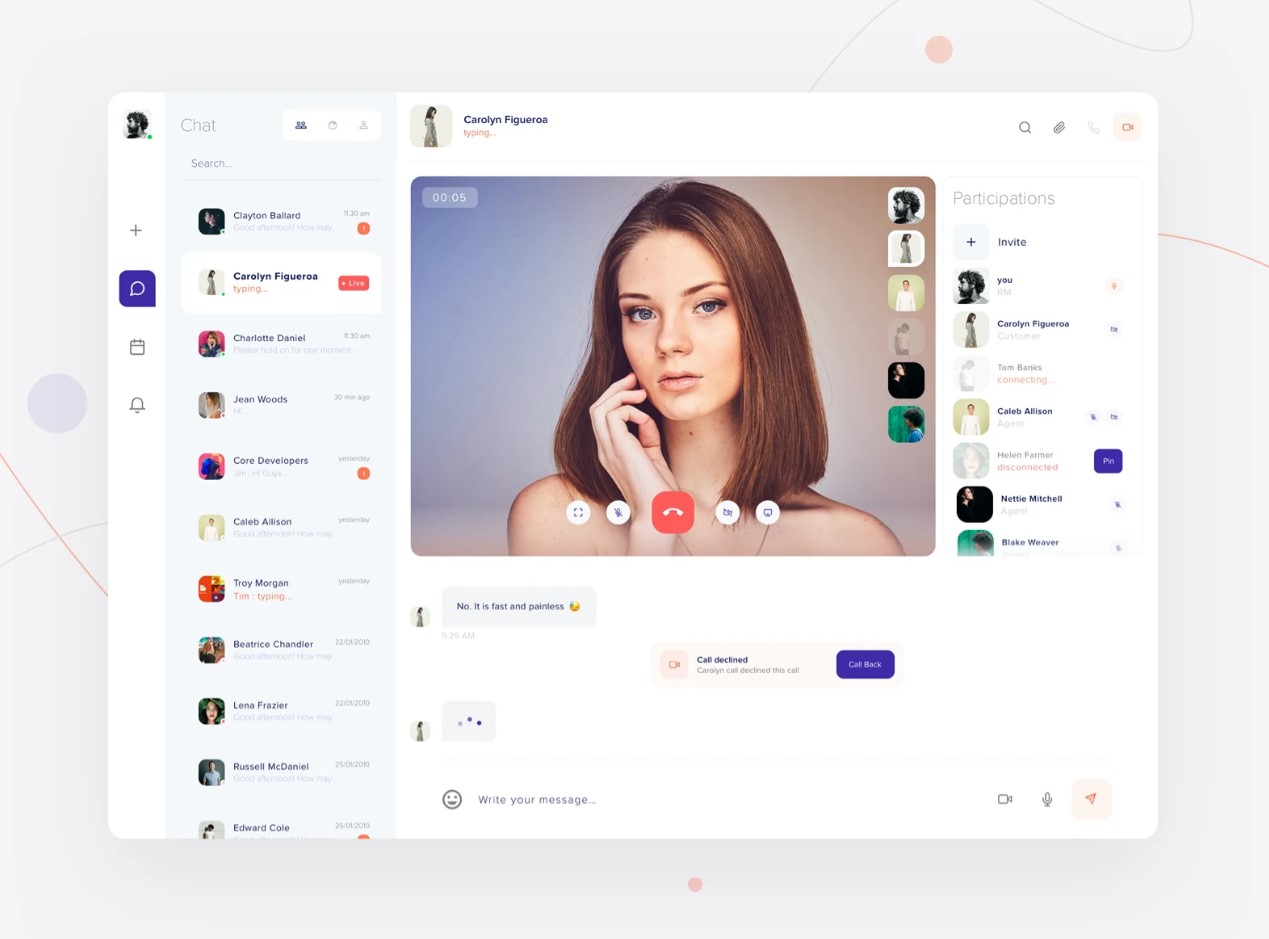 Chat
Search...
Clayton Ballard
11.30 am
Good afternoon! How may..
1
Carolyn Figueroa
typing...
Live
Charlotte Daniel
11.30 am
Please hold on for one moment...
Jean Woods
30 min ago
Hi...
Core Developers
yesterday
Jim : Hi Guys...
1
Caleb Allison
yesterday
Good afternoon! How may..
Troy Morgan
yesterday
Tim : typing...
Beatrice Chandler
22/01/2010
Good afternoon! How may..
Lena Frazier
22/01/2010
Good afternoon! How may..
Russell McDaniel
25/01/2010
Good afternoon! How may..
Edward Cole
25/01/2010
Carolyn Figueroa
typing...
00:05
Participations
Invite
you
RM
Carolyn Figueroa
Customer
Tom Banks
connecting...
Caleb Allison
Agent
Helen Farmer
disconnected
Pin
Nettie Mitchell
Agent
Blake Weaver
No. It is fast and painless 😥
9.25 AM
Call declined
Carolyn call declined this call
Call Back
Write your message...